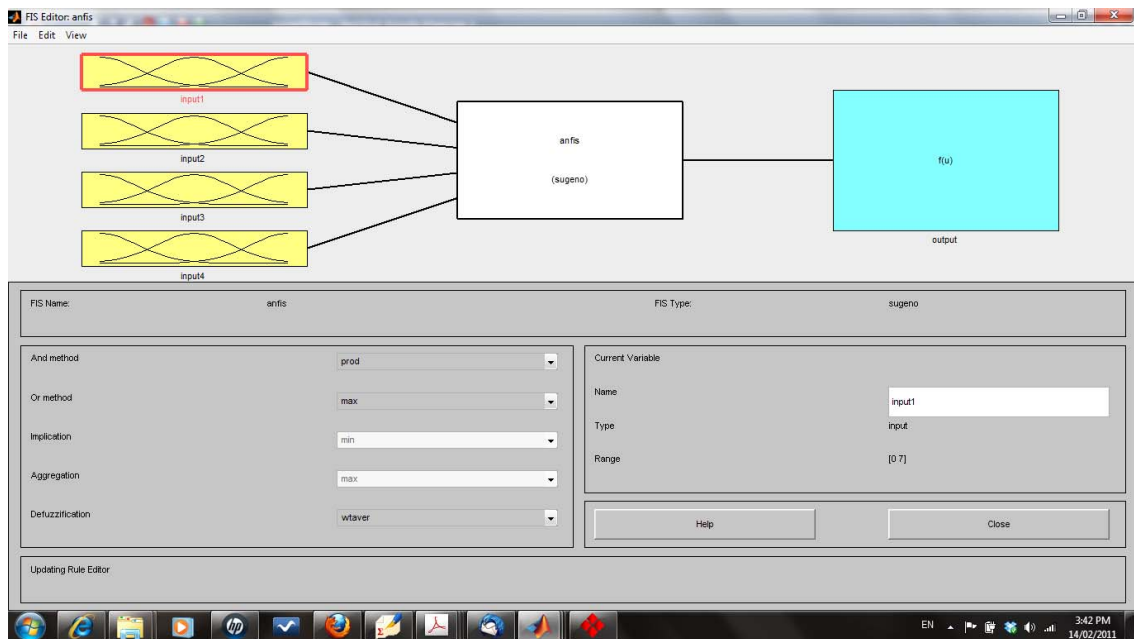 FIS Editor: anfis
File Edit View
input1
input2
input3
input4
anfis
(sugeno)
f(u)
output
FIS Name: anfis FIS Type: sugeno
And method prod
Or method max
Implication min
Aggregation max
Defuzzification wtaver
Current Variable
Name input1
Type input
Range [0 7]
Help Close
Updating Rule Editor
hp
EN 3:42 PM
14/02/2011